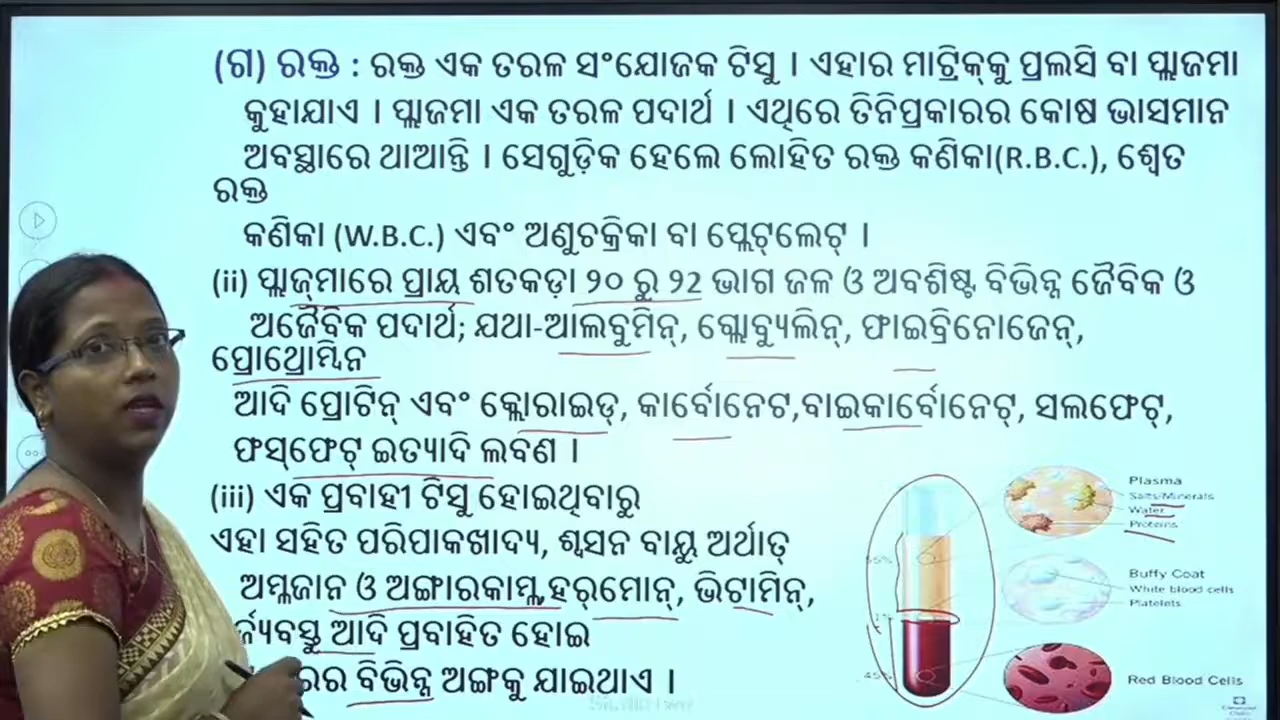 (ଗ) ରକ୍ତ : ରକ୍ତ ଏକ ତରଳ ସଂଯୋଜକ ଟିସୁ । ଏହାର ମାଟ୍ରିକ୍‌କୁ ପ୍ରଲସି ବା ପ୍ଲାଜମା
କୁହାଯାଏ । ପ୍ଲାଜମା ଏକ ତରଳ ପଦାର୍ଥ । ଏଥିରେ ତିନିପ୍ରକାରର କୋଷ ଭାସମାନ
ଅବସ୍ଥାରେ ଥାଆନ୍ତି । ସେଗୁଡ଼ିକ ହେଲେ ଲୋହିତ ରକ୍ତ କଣିକା(R.B.C.), ଶ୍ୱେତ
ରକ୍ତ
କଣିକା (W.B.C.) ଏବଂ ଅଣୁଚକ୍ରିକା ବା ପ୍ଲେଟ୍‌ଲେଟ୍ ।
(ii) ପ୍ଲାଜ୍‌ମାରେ ପ୍ରାୟ ଶତକଡ଼ା ୨୦ ରୁ ୨2 ଭାଗ ଜଳ ଓ ଅବଶିଷ୍ଟ ବିଭିନ୍ନ ଜୈବିକ ଓ
ଅଜୈବିକ ପଦାର୍ଥ; ଯଥା-ଆଲବୁମିନ୍, ଗ୍ଲୋବ୍ୟୁଲିନ୍, ଫାଇବ୍ରିନୋଜେନ୍,
ପ୍ରୋଥ୍ରୋମ୍ବିନ
ଆଦି ପ୍ରୋଟିନ୍ ଏବଂ କ୍ଲୋରାଇଡ୍, କାର୍ବୋନେଟ,ବାଇକାର୍ବୋନେଟ୍, ସଲଫେଟ୍,
ଫସ୍‌ଫେଟ୍ ଇତ୍ୟାଦି ଲବଣ ।
(iii) ଏକ ପ୍ରବାହୀ ଟିସୁ ହୋଇଥିବାରୁ
ଏହା ସହିତ ପରିପାକଖାଦ୍ୟ, ଶ୍ୱସନ ବାୟୁ ଅର୍ଥାତ୍
ଅମ୍ଳଜାନ ଓ ଅଙ୍ଗାରକାମ୍ଳ,ହର୍‌ମୋନ୍, ଭିଟାମିନ୍,
ଆଦି ପ୍ରବାହିତ ହୋଇ
ବିଭିନ୍ନ ଅଙ୍ଗକୁ ଯାଇଥାଏ ।
Plasma
Salts/Minerals
Water
Proteins
55%
Buffy Coat
White blood cells
Platelets
45%
Red Blood Cells